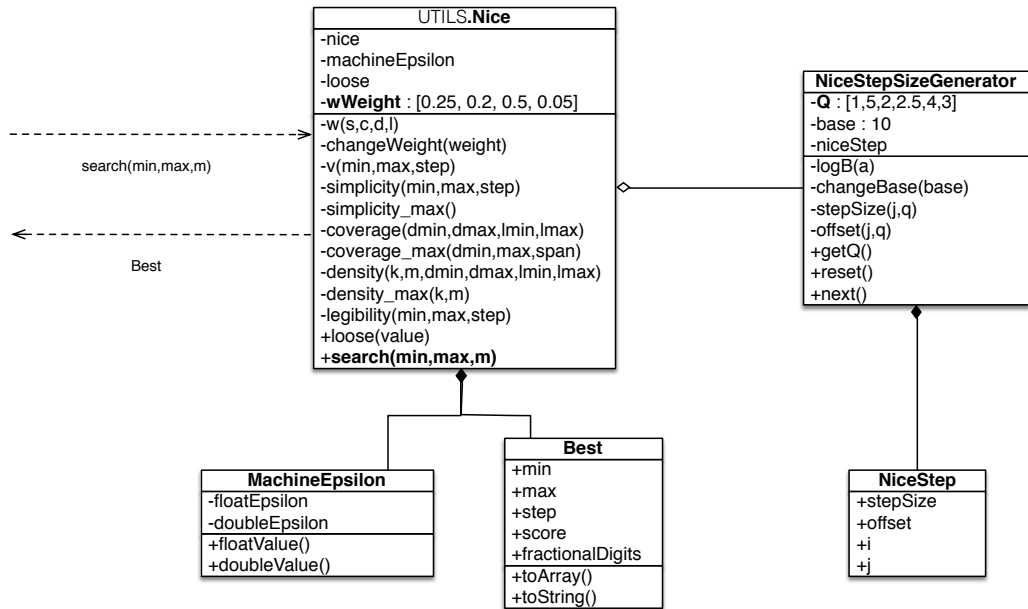 UTILS.Nice
-nice
-machineEpsilon
-loose
-wWeight : [0.25, 0.2, 0.5, 0.05]
-w(s,c,d,l)
-changeWeight(weight)
-v(min,max,step)
-simplicity(min,max,step)
-simplicity_max()
-coverage(dmin,dmax,lmin,lmax)
-coverage_max(dmin,max,span)
-density(k,m,dmin,dmax,lmin,lmax)
-density_max(k,m)
-legibility(min,max,step)
+loose(value)
+search(min,max,m)
search(min,max,m)
Best
NiceStepSizeGenerator
-Q : [1,5,2,2.5,4,3]
-base : 10
-niceStep
-logB(a)
-changeBase(base)
-stepSize(j,q)
-offset(j,q)
+getQ()
+reset()
+next()
MachineEpsilon
-floatEpsilon
-doubleEpsilon
+floatValue()
+doubleValue()
Best
+min
+max
+step
+score
+fractionalDigits
+toArray()
+toString()
NiceStep
+stepSize
+offset
+i
+j